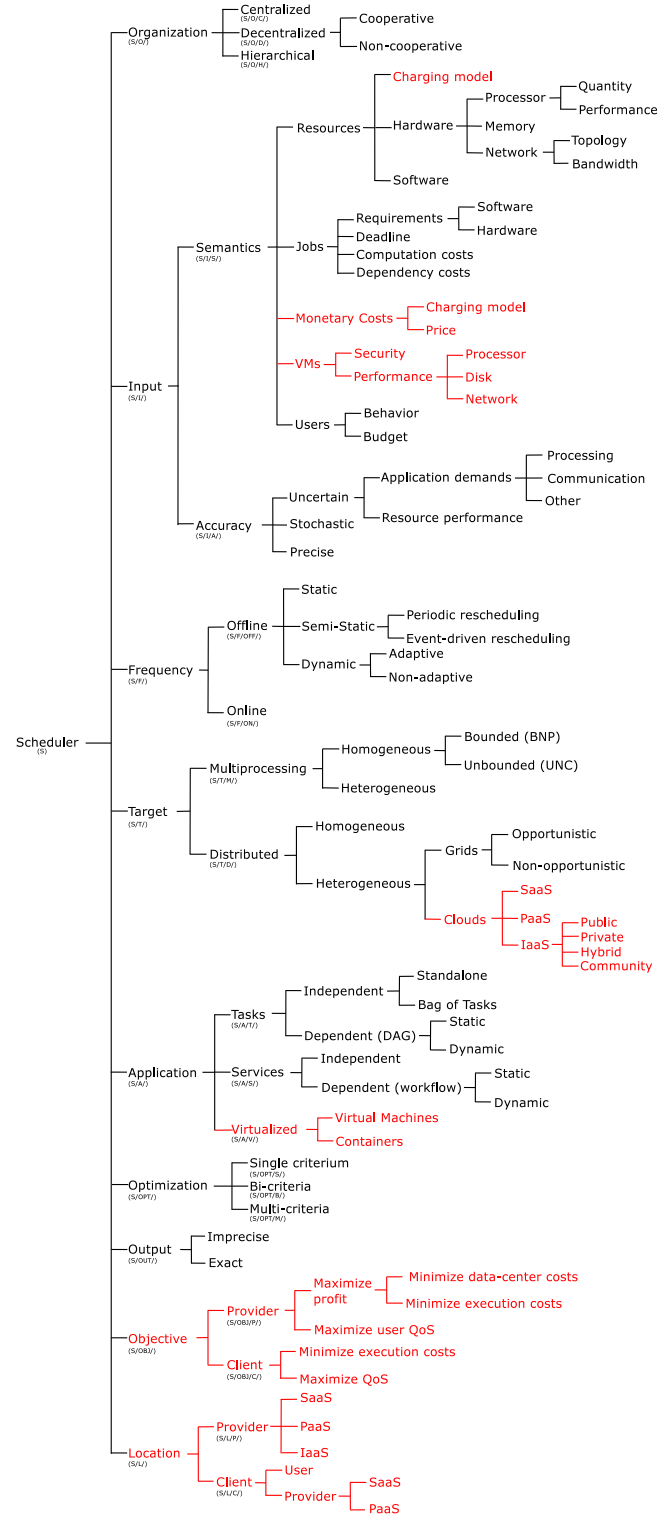 Scheduler
(S)
Organization
(S/O/)
Centralized
(S/O/C/)
Decentralized
(S/O/D/)
Cooperative
Non-cooperative
Hierarchical
(S/O/H/)
Input
(S/I/)
Semantics
(S/I/S/)
Resources
Charging model
Hardware
Processor
Quantity
Performance
Memory
Network
Topology
Bandwidth
Software
Jobs
Requirements
Software
Hardware
Deadline
Computation costs
Dependency costs
Monetary Costs
Charging model
Price
VMs
Security
Performance
Processor
Disk
Network
Users
Behavior
Budget
Accuracy
(S/I/A/)
Uncertain
Application demands
Processing
Communication
Other
Resource performance
Stochastic
Precise
Frequency
(S/F/)
Offline
(S/F/OFF/)
Static
Semi-Static
Periodic rescheduling
Event-driven rescheduling
Dynamic
Adaptive
Non-adaptive
Online
(S/F/ON/)
Target
(S/T/)
Multiprocessing
(S/T/M/)
Homogeneous
Bounded (BNP)
Unbounded (UNC)
Heterogeneous
Distributed
(S/T/D/)
Homogeneous
Heterogeneous
Grids
Opportunistic
Non-opportunistic
Clouds
SaaS
PaaS
IaaS
Public
Private
Hybrid
Community
Application
(S/A/)
Tasks
(S/A/T/)
Independent
Standalone
Bag of Tasks
Dependent (DAG)
Static
Dynamic
Services
(S/A/S/)
Independent
Dependent (workflow)
Static
Dynamic
Virtualized
(S/A/V/)
Virtual Machines
Containers
Optimization
(S/OPT/)
Single criterium
(S/OPT/S/)
Bi-criteria
(S/OPT/B/)
Multi-criteria
(S/OPT/M/)
Output
(S/OUT/)
Imprecise
Exact
Objective
(S/OBJ/)
Provider
(S/OBJ/P/)
Maximize
profit
Minimize data-center costs
Minimize execution costs
Maximize user QoS
Client
(S/OBJ/C/)
Minimize execution costs
Maximize QoS
Location
(S/L/)
Provider
(S/L/P/)
SaaS
PaaS
IaaS
Client
(S/L/C/)
User
Provider
SaaS
PaaS